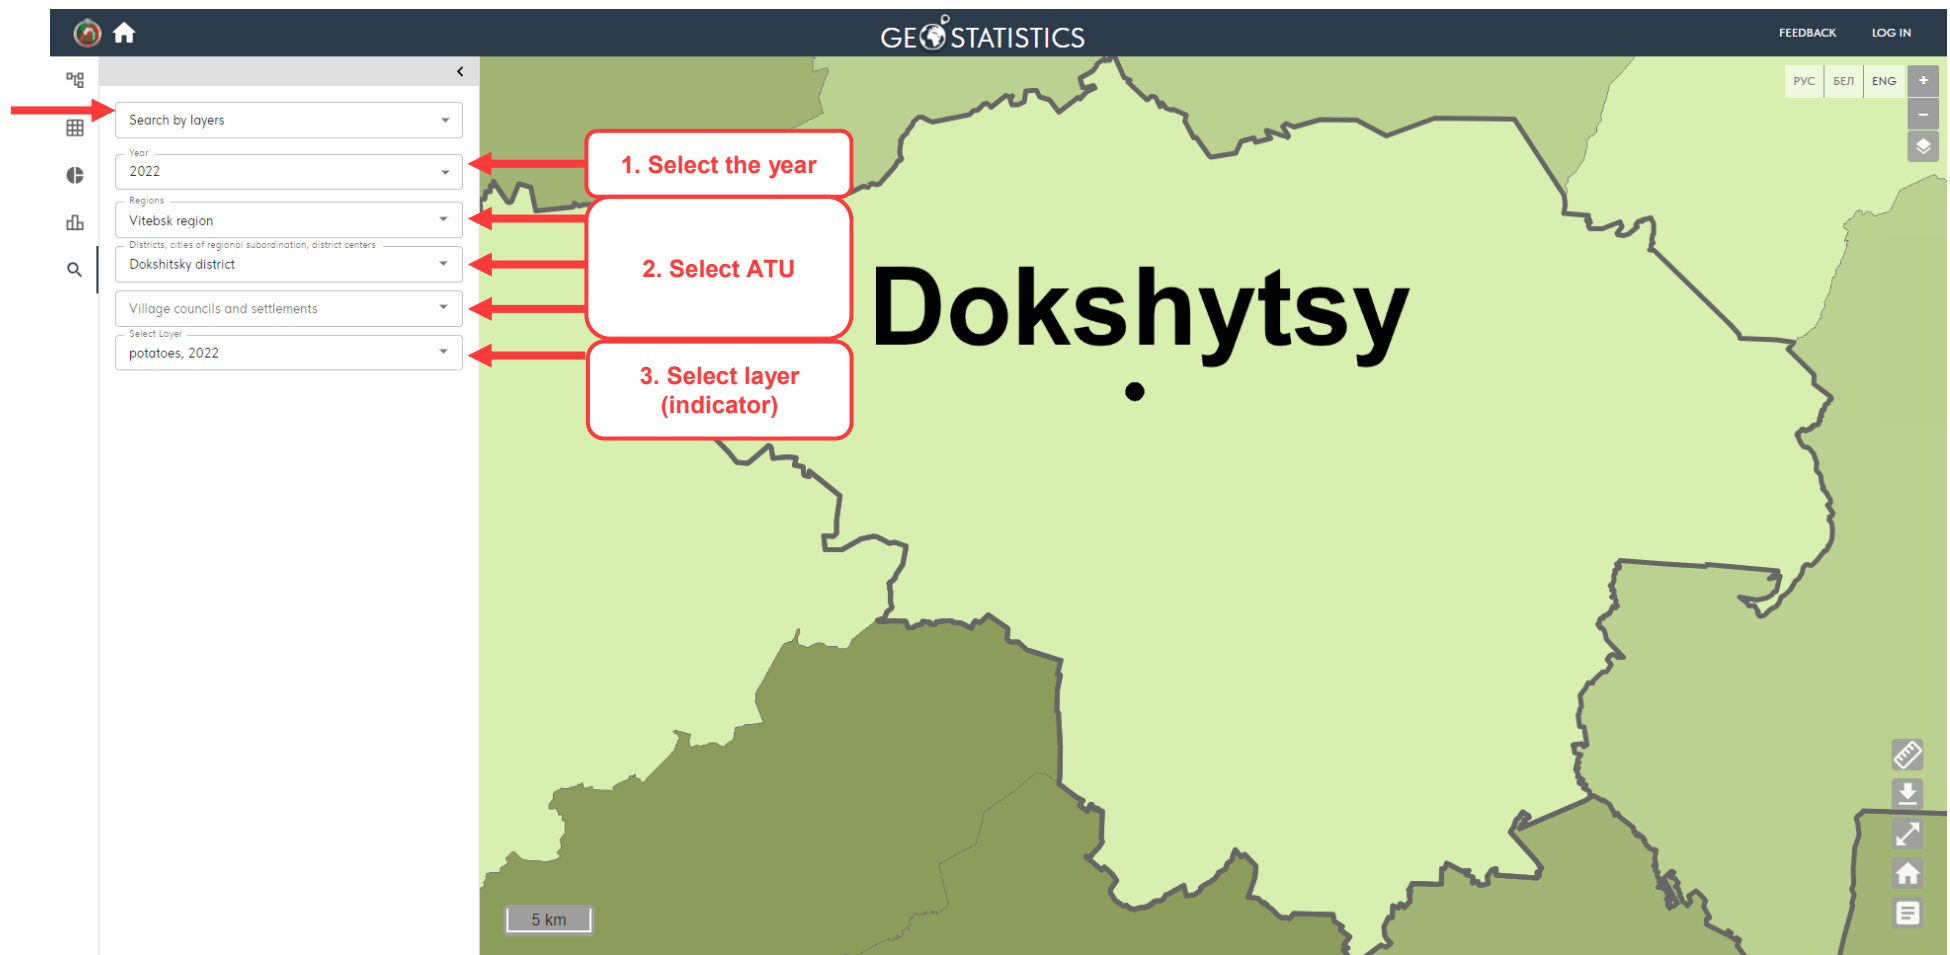 GEOSTATISTICS
FEEDBACK
LOG IN
РУС
БЕЛ
ENG
Search by layers
Year
2022
Regions
Vitebsk region
Districts, cities of regional subordination, district centers
Dokshitsky district
Village councils and settlements
Select Layer
potatoes, 2022
1. Select the year
2. Select ATU
3. Select layer
(indicator)
Dokshytsy
5 km